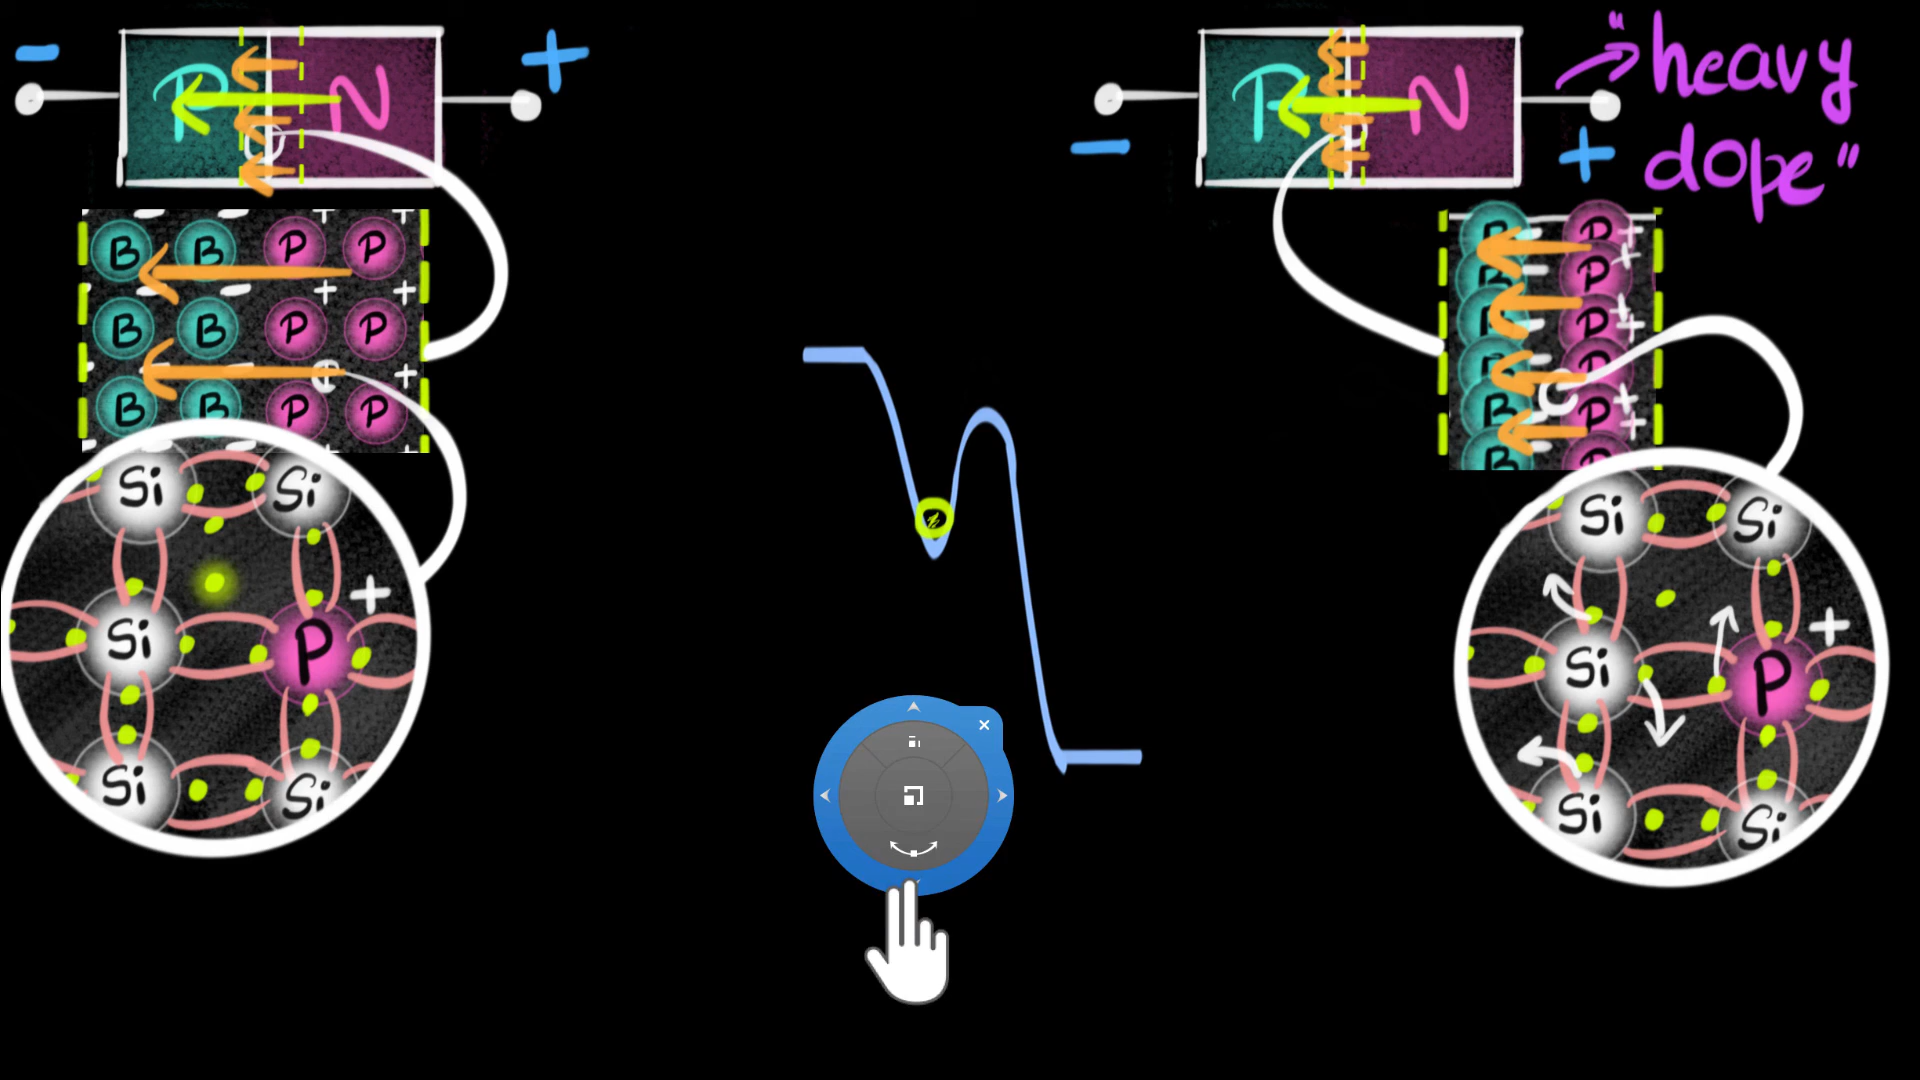 - P N +
B B P P
B B P P
B B P P
Si Si
Si P +
Si Si
P N "heavy
- + dope"
B P
B P
B P
B P
B P
B
Si Si
Si P +
Si Si